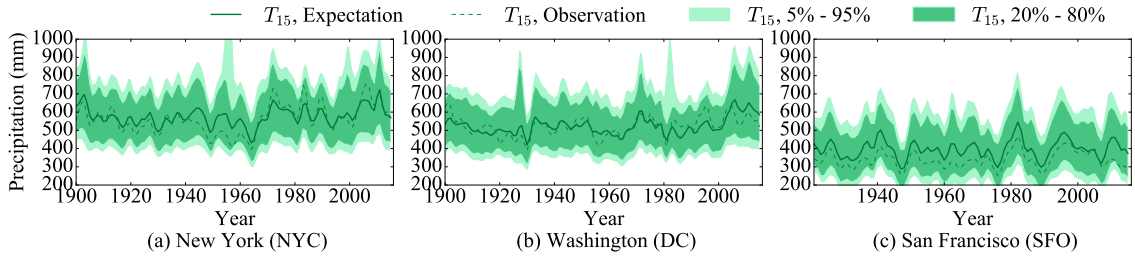 T15, Expectation T15, Observation T15, 5% - 95% T15, 20% - 80%
Precipitation (mm)
1000
900
800
700
600
500
400
300
200
1900 1920 1940 1960 1980 2000
Year
(a) New York (NYC)
1000
900
800
700
600
500
400
300
200
1900 1920 1940 1960 1980 2000
Year
(b) Washington (DC)
1000
900
800
700
600
500
400
300
200
1940 1960 1980 2000
Year
(c) San Francisco (SFO)